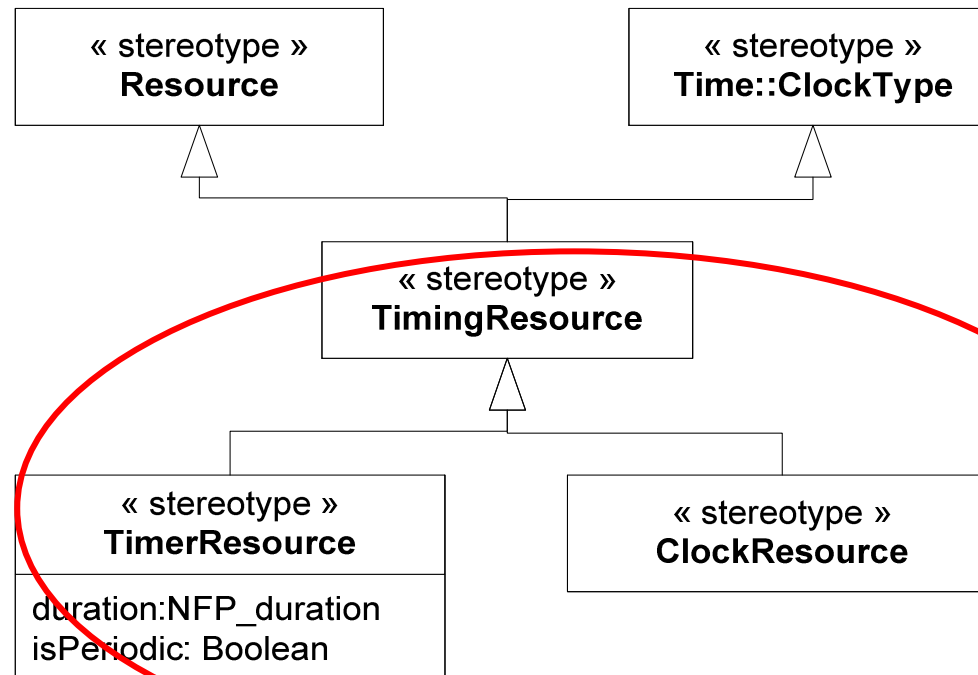 « stereotype »
Resource
« stereotype »
Time::ClockType
« stereotype »
TimingResource
« stereotype »
TimerResource
duration:NFP_duration
isPeriodic: Boolean
« stereotype »
ClockResource